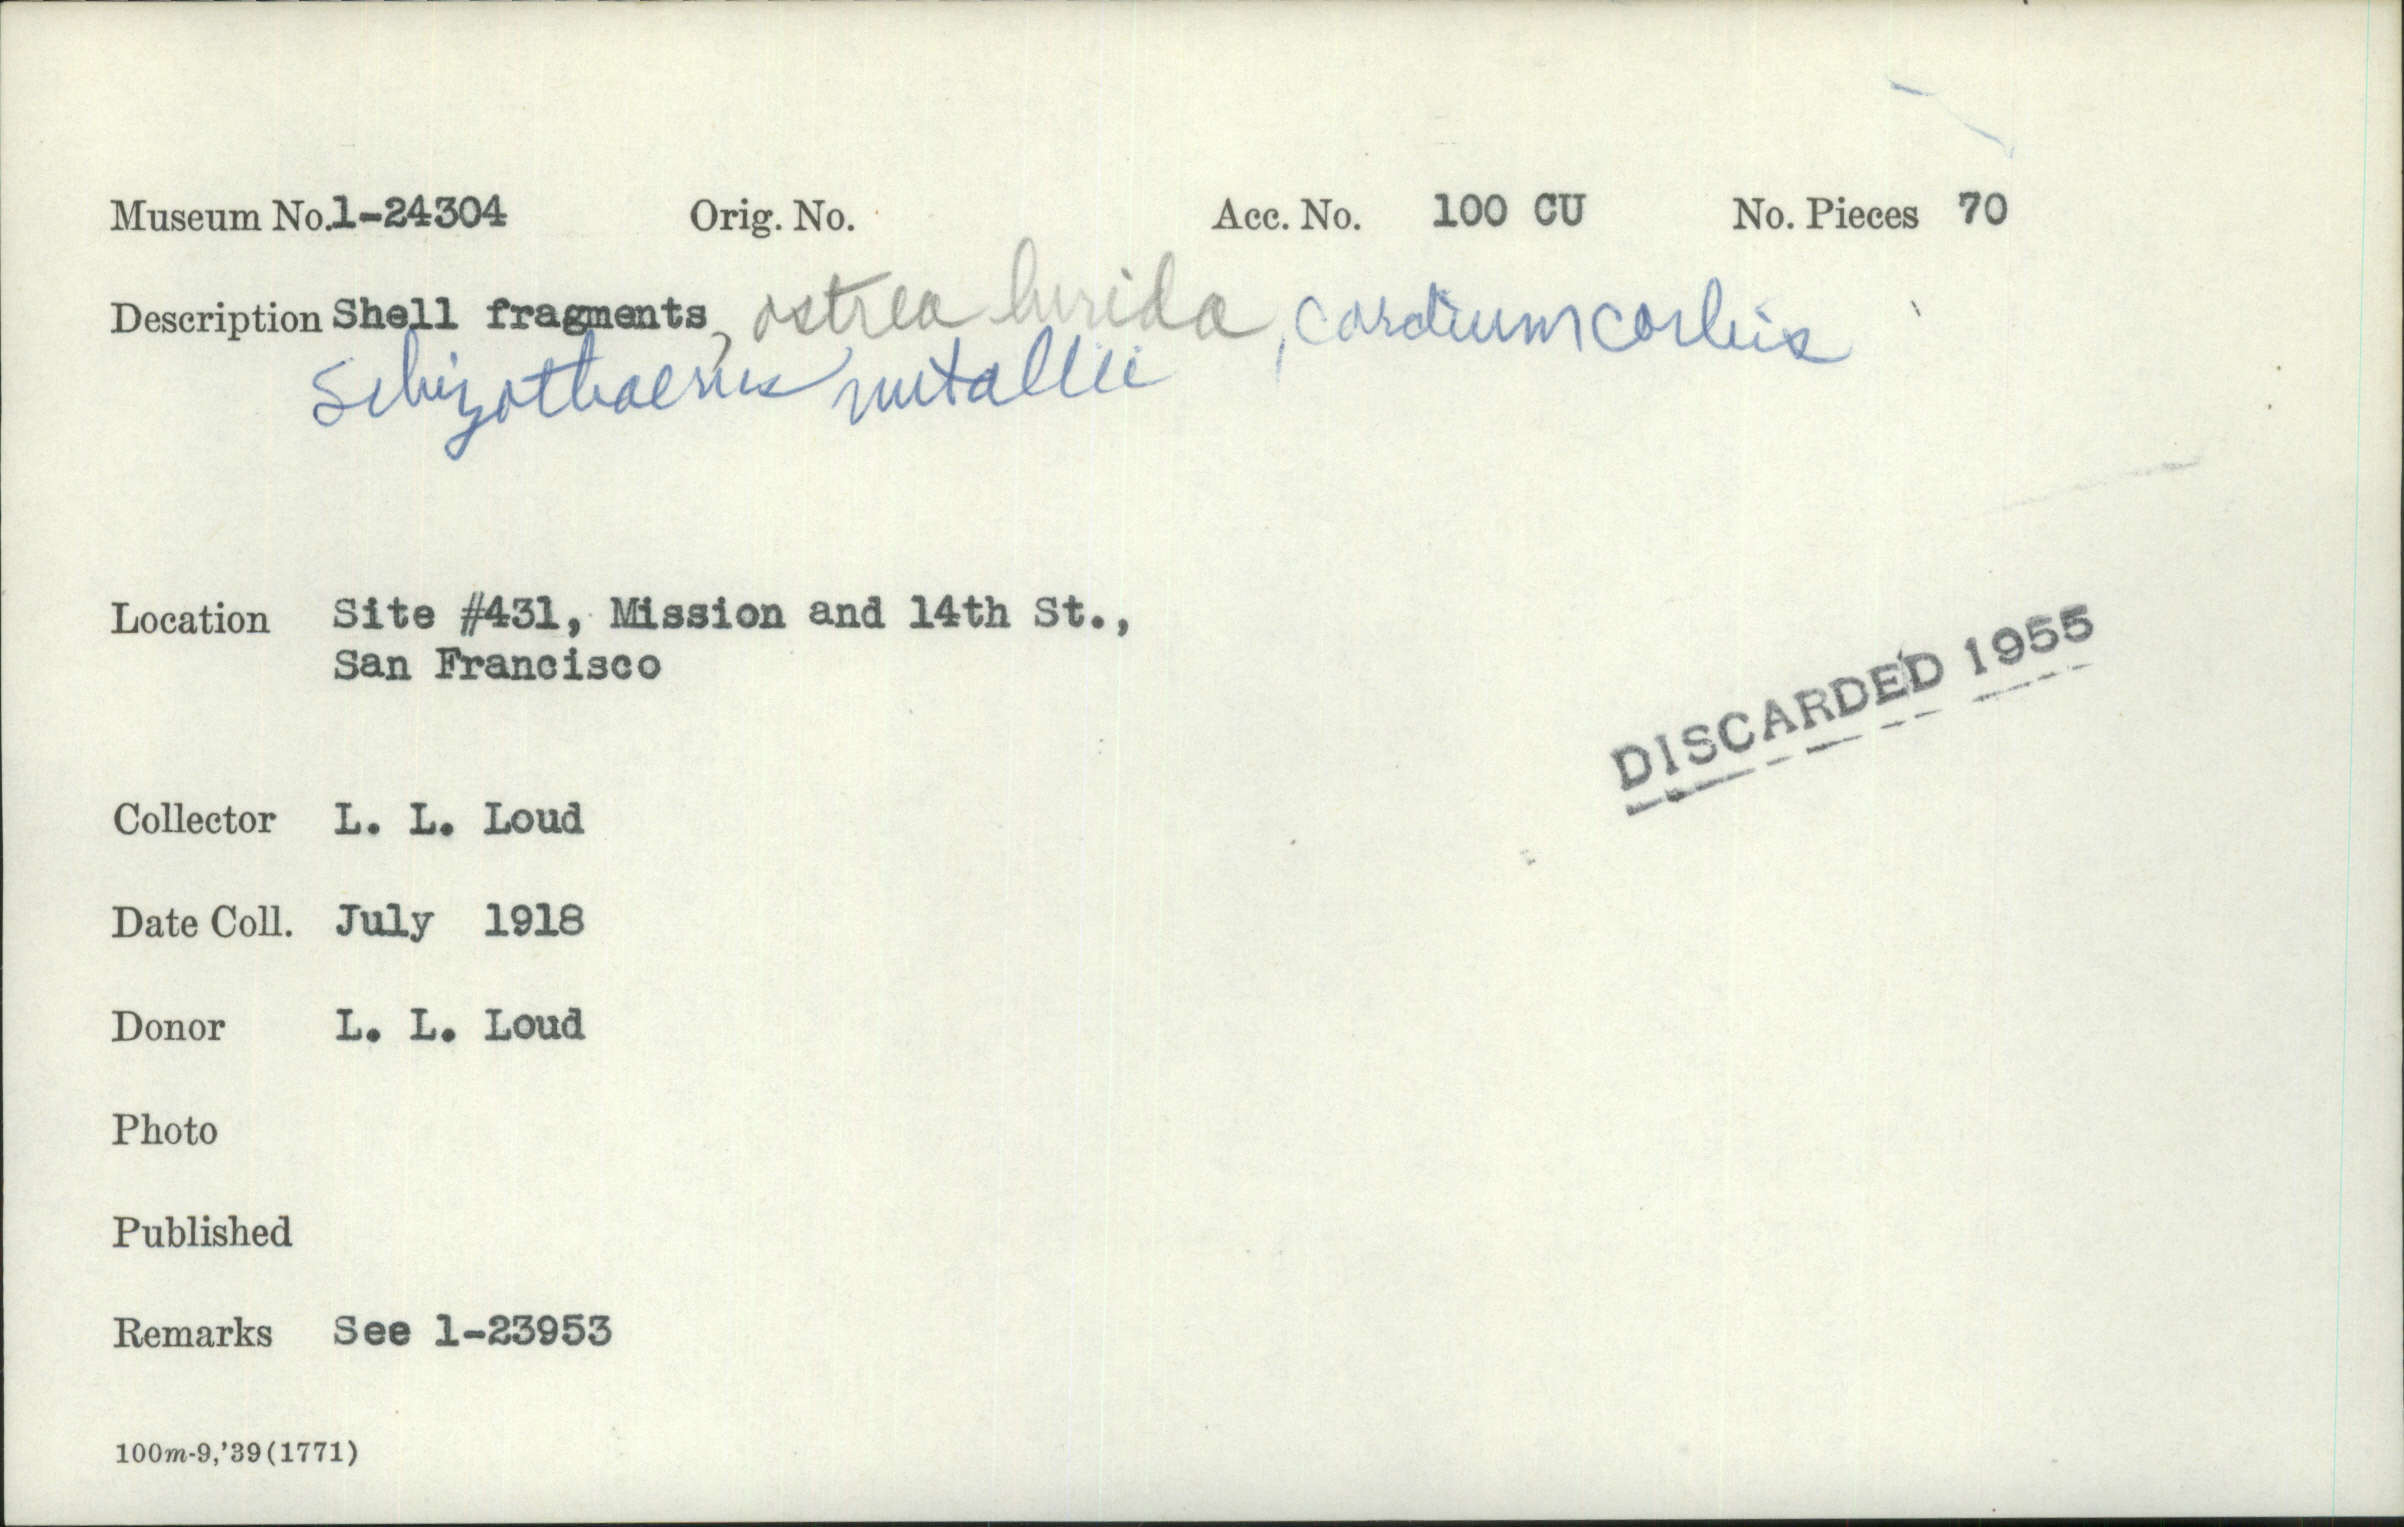 Museum No. 1-24304 Orig. No. Acc. No. 100 CU No. Pieces 70
Description Shell fragments, ostrea lurida, cardium corbis
Schizothaerus nutallii
Location Site #431, Mission and 14th St.,
San Francisco
DISCARDED 1955
Collector L. L. Loud
Date Coll. July 1918
Donor L. L. Loud
Photo
Published
Remarks See 1-23953
100m-9,'39(1771)